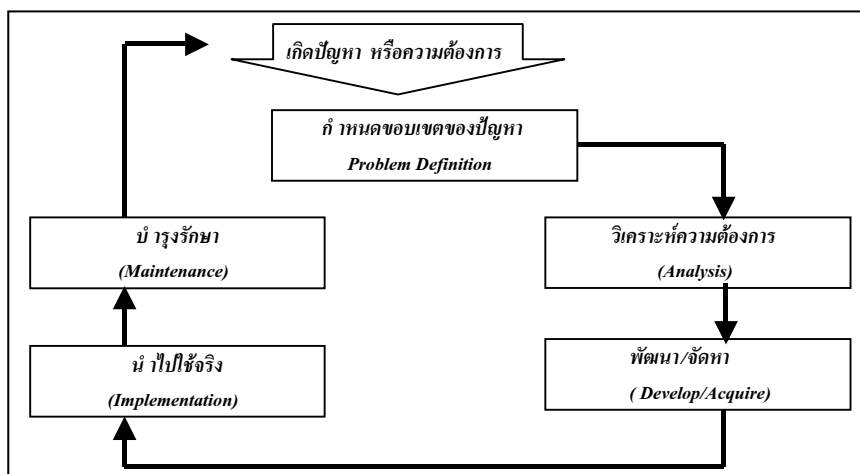 เกิดปัญหา หรือความต้องการ
กำหนดขอบเขตของปัญหา
Problem Definition
วิเคราะห์ความต้องการ
(Analysis)
พัฒนา/จัดหา
( Develop/Acquire)
นำไปใช้จริง
(Implementation)
บำรุงรักษา
(Maintenance)